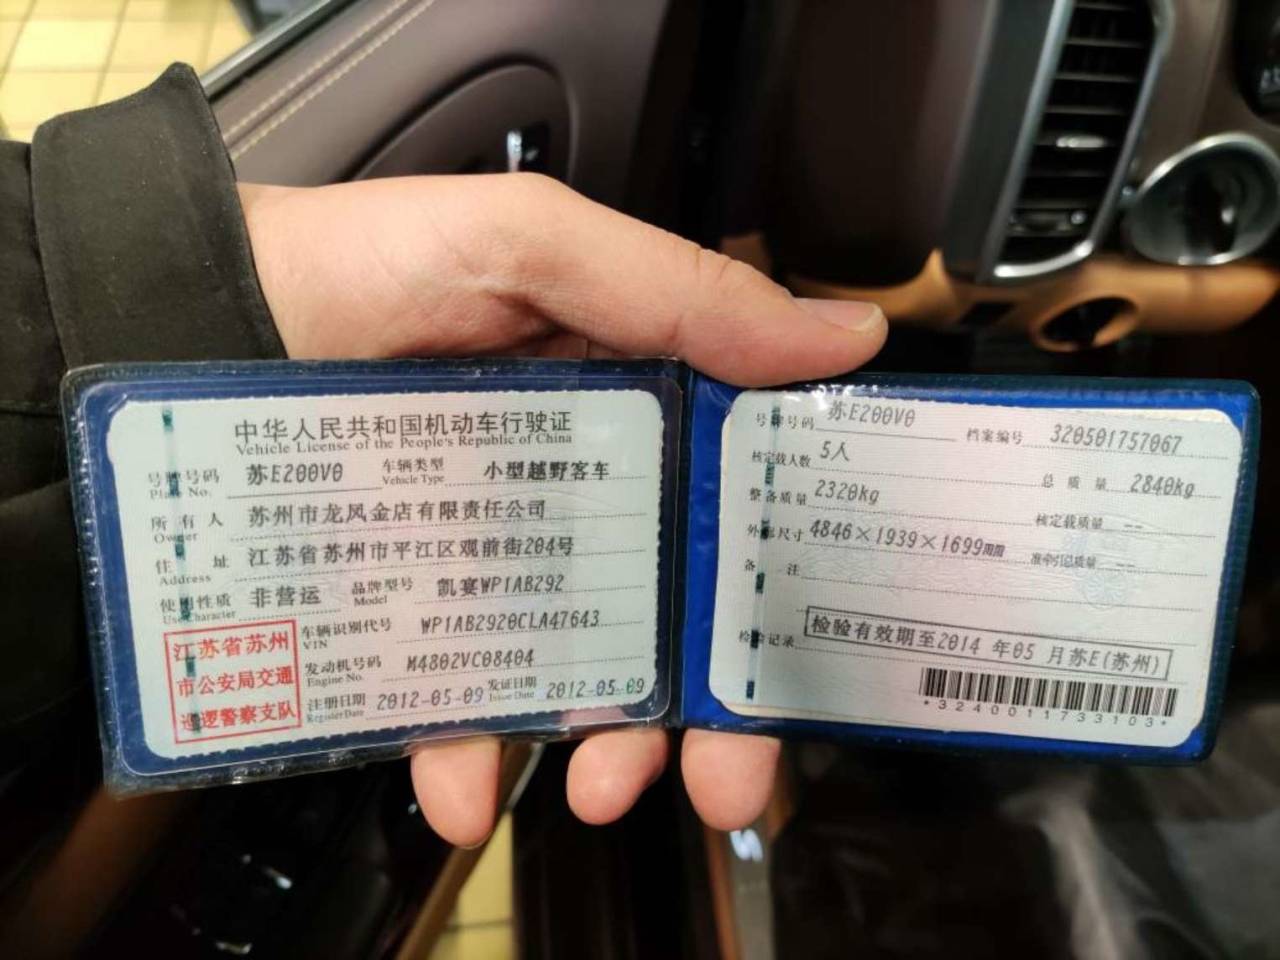 中华人民共和国机动车行驶证
Vehicle License of the People's Republic of China
号牌号码 苏E200V0 车辆类型 小型越野客车
Plate No. Vehicle Type
所有人 苏州市龙凤金店有限责任公司
Owner
住址 江苏省苏州市平江区观前街204号
Address
使用性质 非营运 品牌型号 凯宴WP1AB292
Use Character Model
江苏省苏州
市公安局交通
巡逻警察支队
车辆识别代号 WP1AB2920CLA47643
VIN
发动机号码 M4802VC08404
Engine No.
注册日期 2012-05-09 发证日期 2012-05-09
Register Date Issue Date
号牌号码 苏E200V0 档案编号 320501757067
核定载人数 5人 总质量 2840kg
整备质量 2320kg 核定载质量 --
外廓尺寸 4846×1939×1699 准牵引总质量 --
备注
检验记录 检验有效期至2014 年05 月苏E(苏州)
*3240011733103*